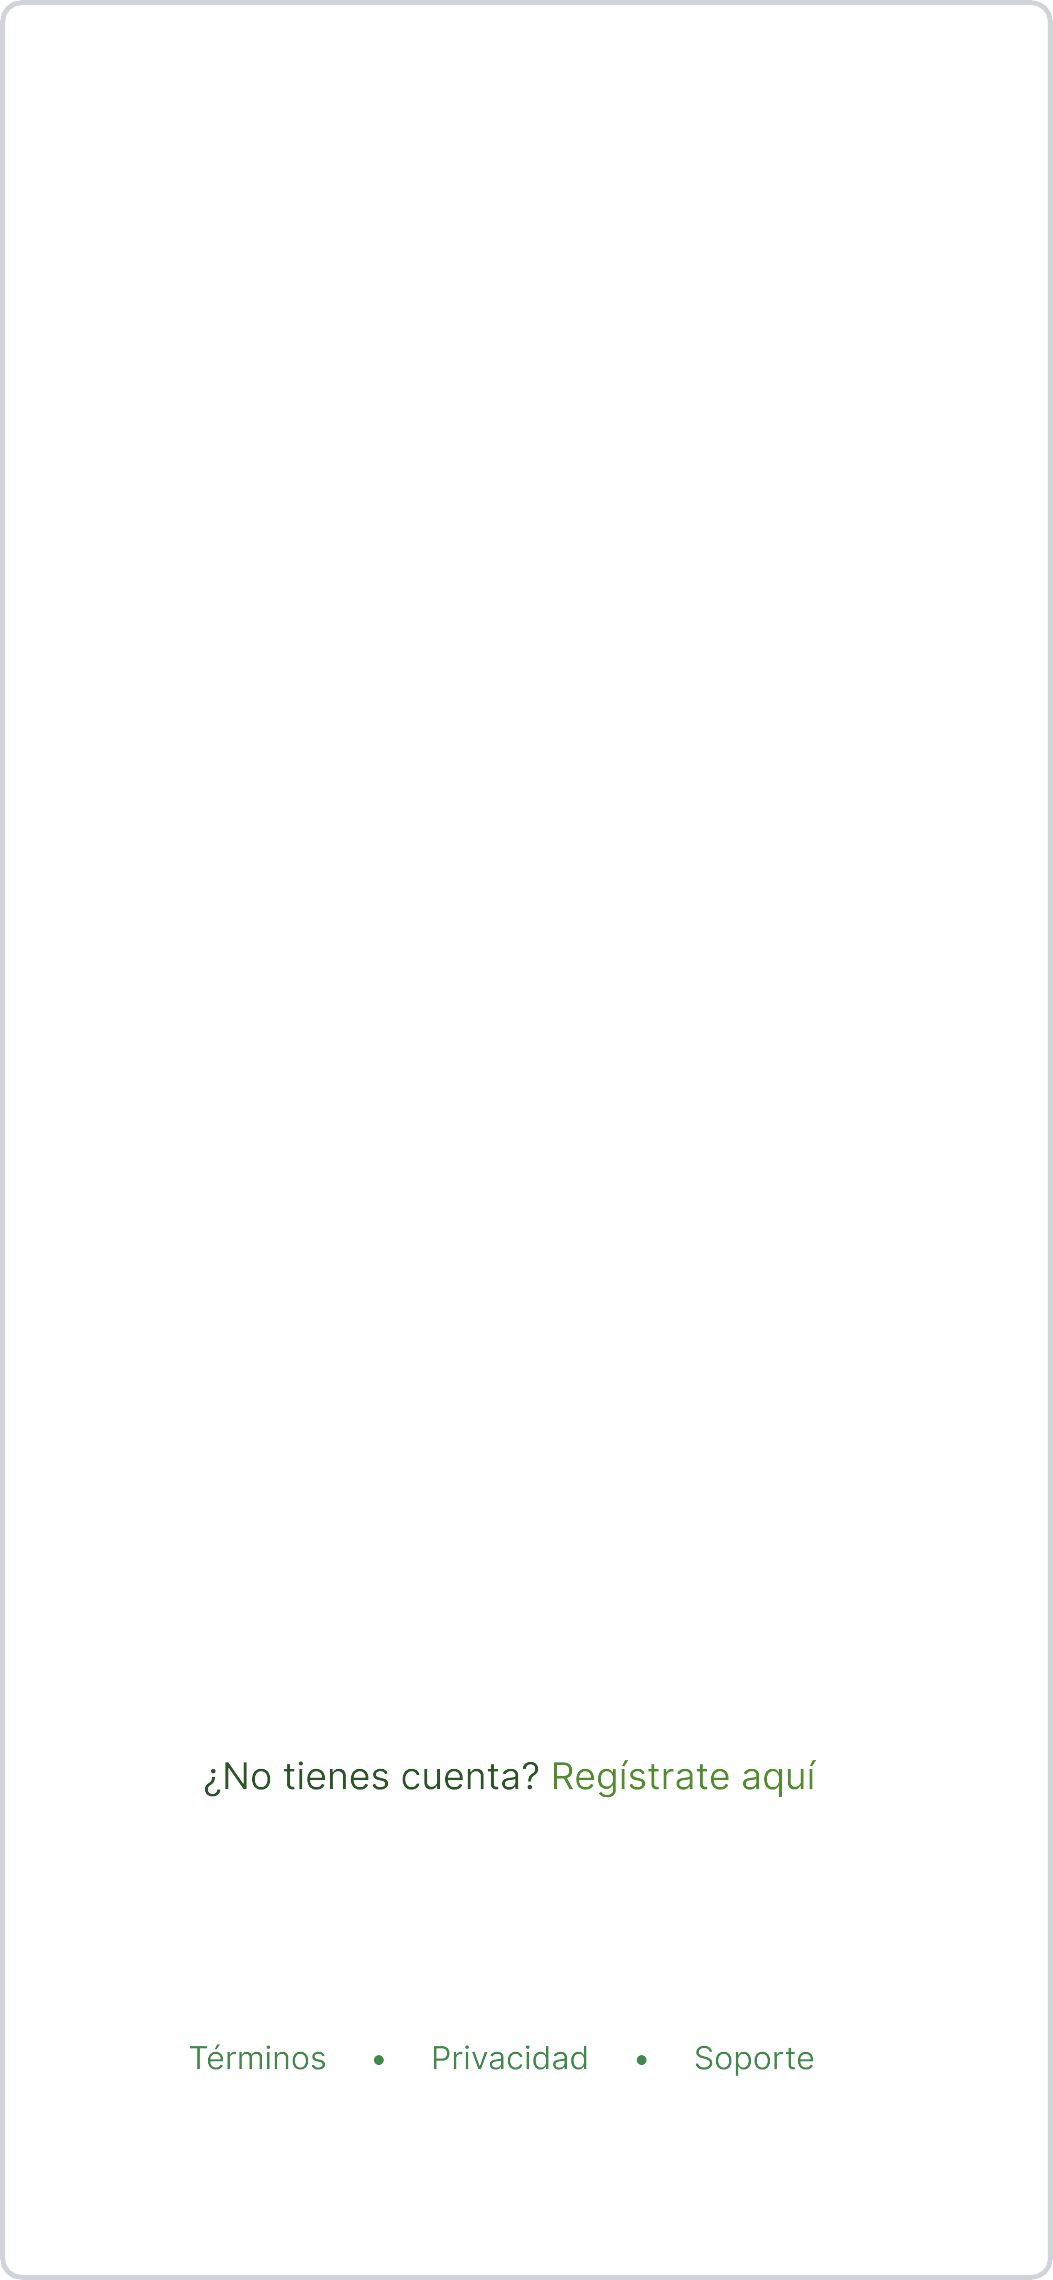 ¿No tienes cuenta? Regístrate aquí
Términos • Privacidad • Soporte